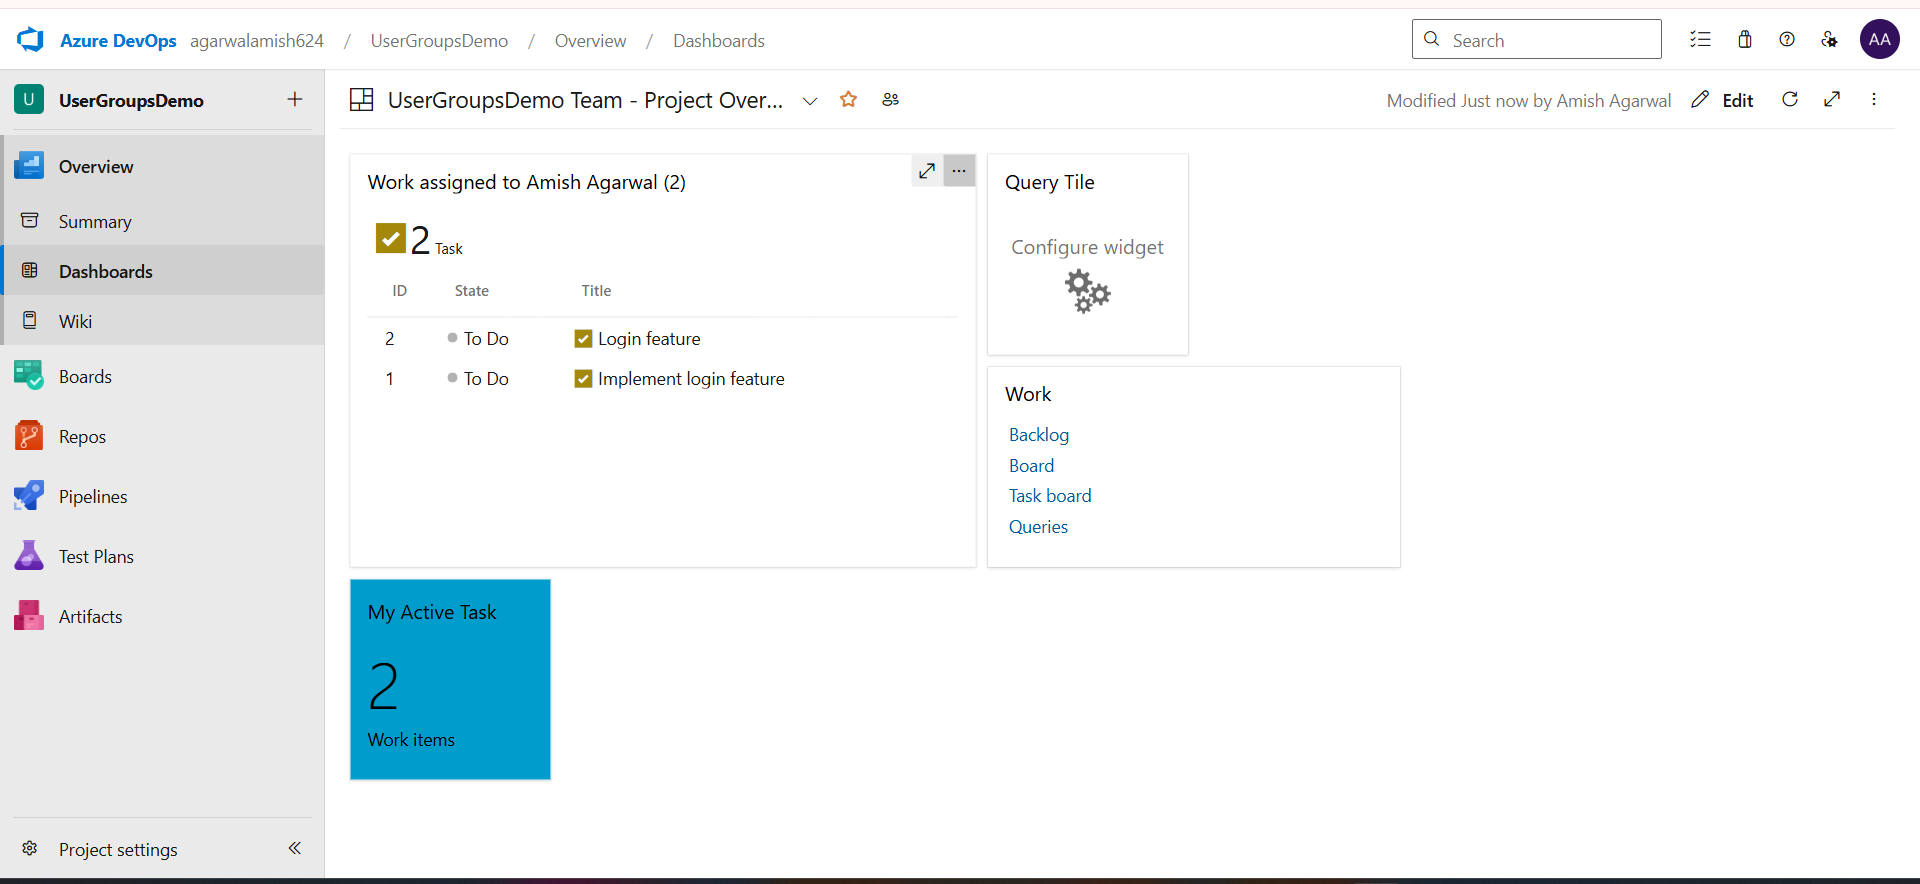 Azure DevOps agarwalamish624 / UserGroupsDemo / Overview / Dashboards
Search
AA
U UserGroupsDemo
Overview
Summary
Dashboards
Wiki
Boards
Repos
Pipelines
Test Plans
Artifacts
Project settings
UserGroupsDemo Team - Project Over...
Modified Just now by Amish Agarwal
Edit
Work assigned to Amish Agarwal (2)
2 Task
ID State Title
2 To Do Login feature
1 To Do Implement login feature
Query Tile
Configure widget
Work
Backlog
Board
Task board
Queries
My Active Task
2
Work items